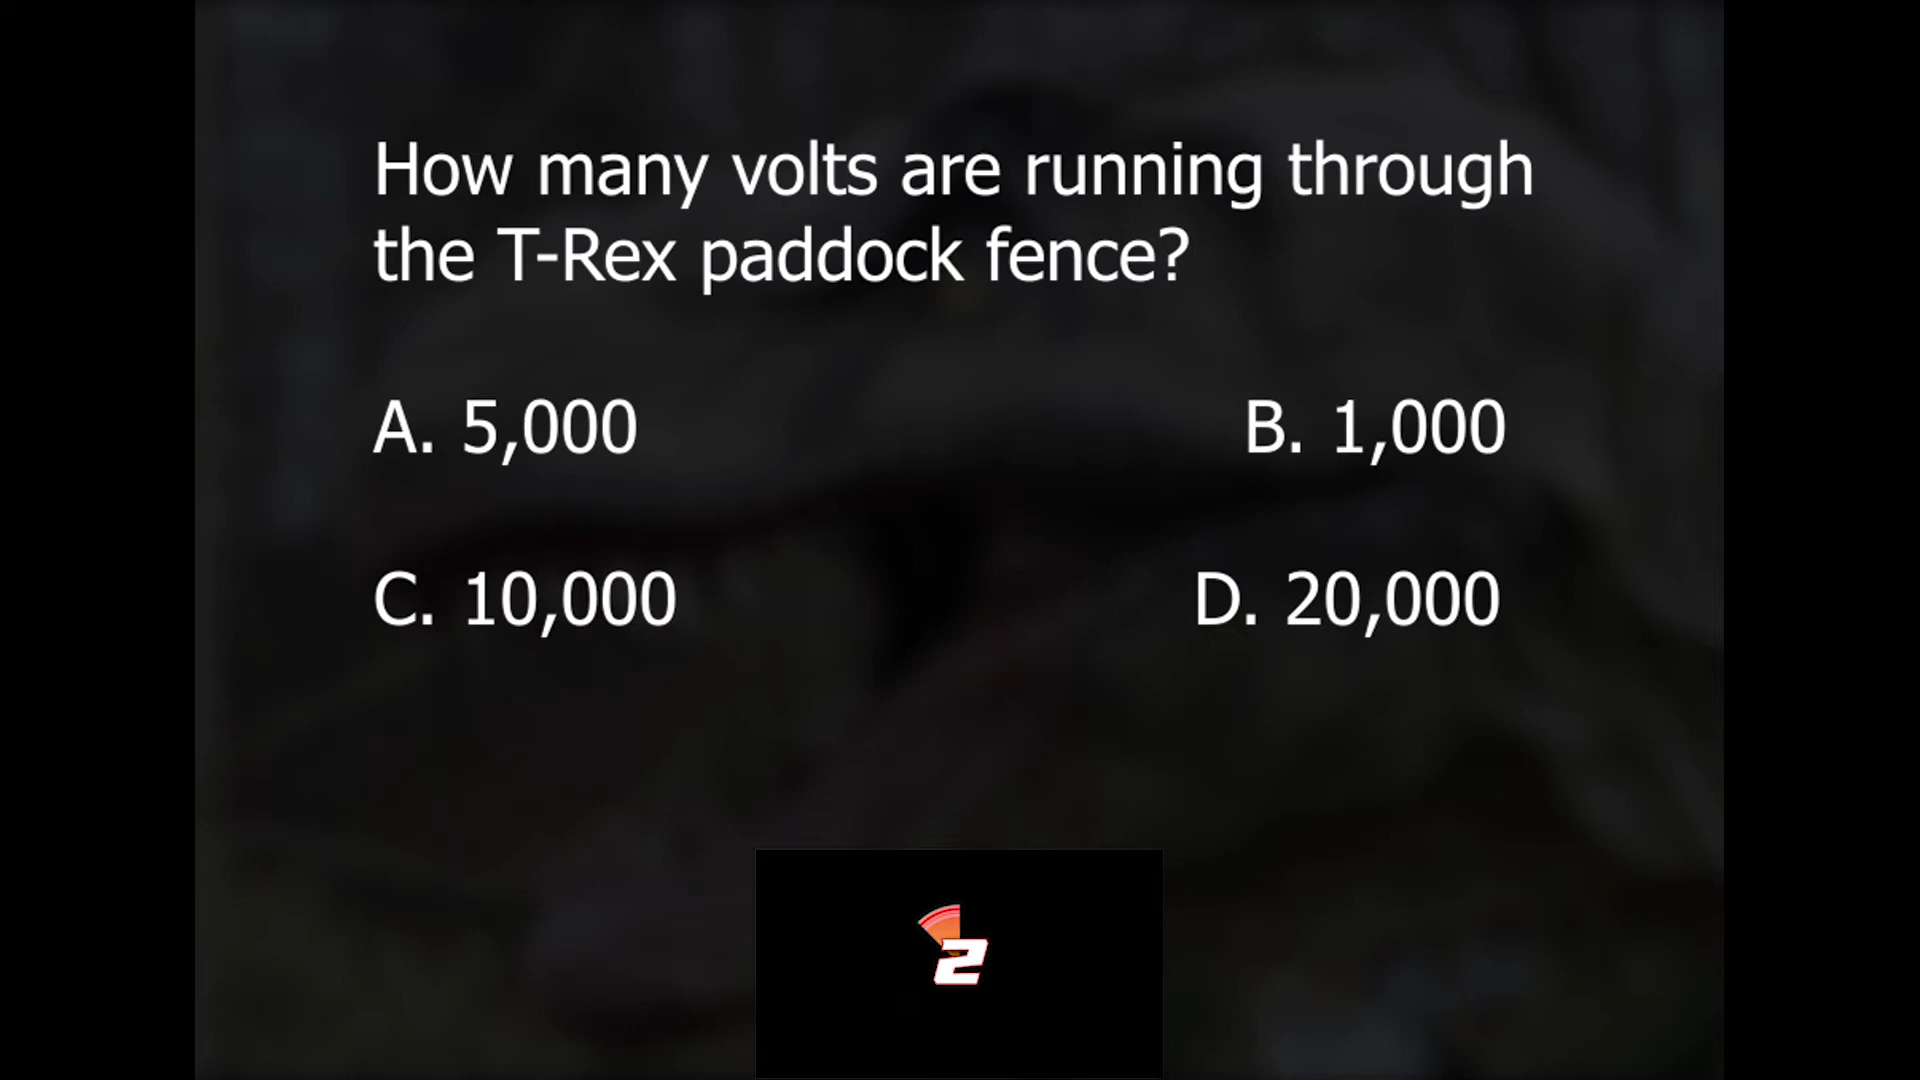 How many volts are running through
the T-Rex paddock fence?
A. 5,000
B. 1,000
C. 10,000
D. 20,000
2